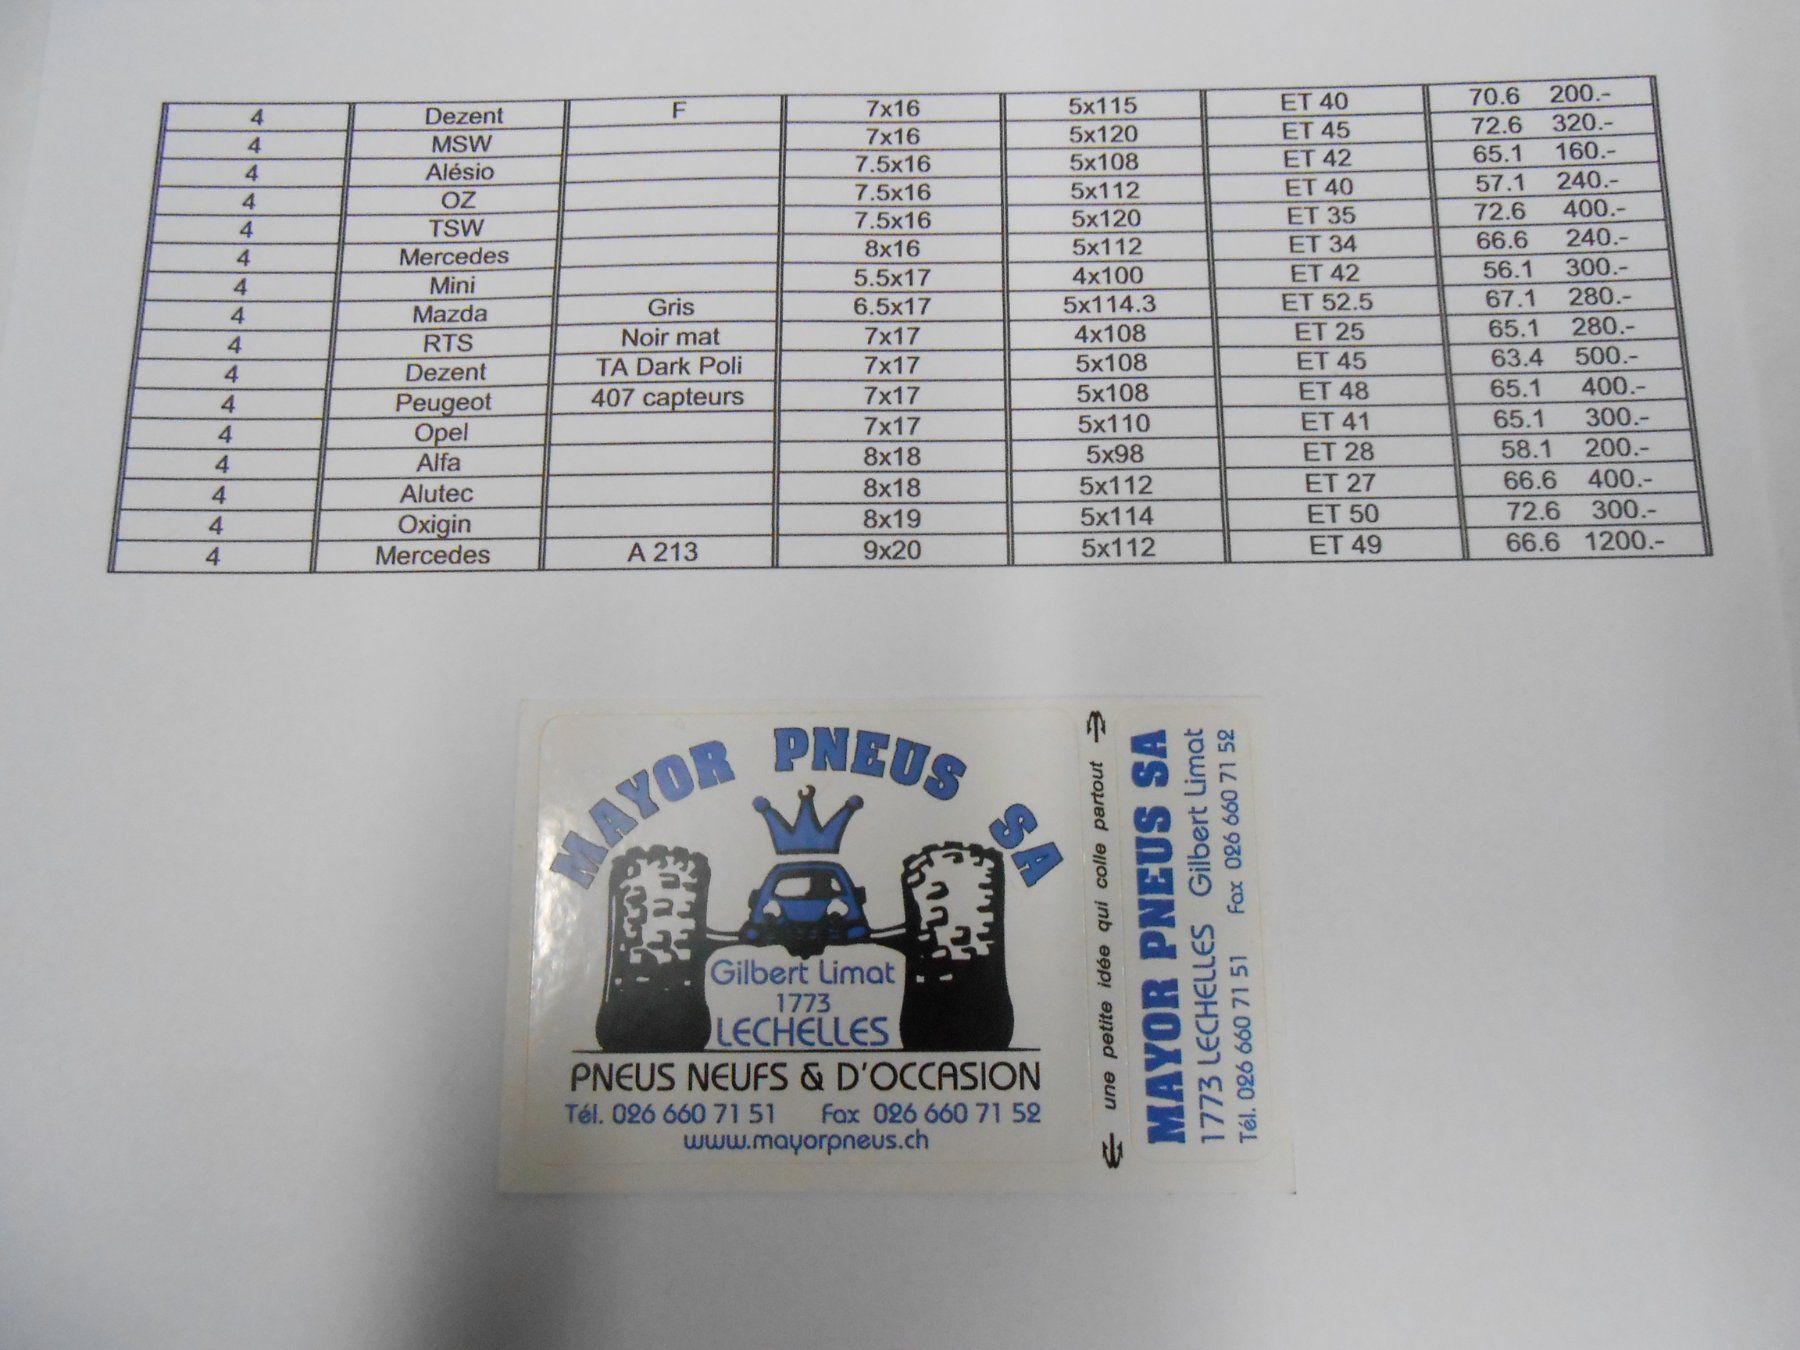 4 Dezent F 7x16 5x115 ET 40 70.6 200.-
4 MSW 7x16 5x120 ET 45 72.6 320.-
4 Alésio 7.5x16 5x108 ET 42 65.1 160.-
4 OZ 7.5x16 5x112 ET 40 57.1 240.-
4 TSW 7.5x16 5x120 ET 35 72.6 400.-
4 Mercedes 8x16 5x112 ET 34 66.6 240.-
4 Mini 5.5x17 4x100 ET 42 56.1 300.-
4 Mazda Gris 6.5x17 5x114.3 ET 52.5 67.1 280.-
4 RTS Noir mat 7x17 4x108 ET 25 65.1 280.-
4 Dezent TA Dark Poli 7x17 5x108 ET 45 63.4 500.-
4 Peugeot 407 capteurs 7x17 5x108 ET 48 65.1 400.-
4 Opel 7x17 5x110 ET 41 65.1 300.-
4 Alfa 8x18 5x98 ET 28 58.1 200.-
4 Alutec 8x18 5x112 ET 27 66.6 400.-
4 Oxigin 8x19 5x114 ET 50 72.6 300.-
4 Mercedes A 213 9x20 5x112 ET 49 66.6 1200.-
MAYOR PNEUS SA
Gilbert Limat
1773
LECHELLES
PNEUS NEUFS & D'OCCASION
Tél. 026 660 71 51 Fax 026 660 71 52
www.mayorpneus.ch
une petite idée qui colle partout
MAYOR PNEUS SA
1773 LECHELLES Gilbert Limat
Tél. 026 660 71 51 Fax 026 660 71 52